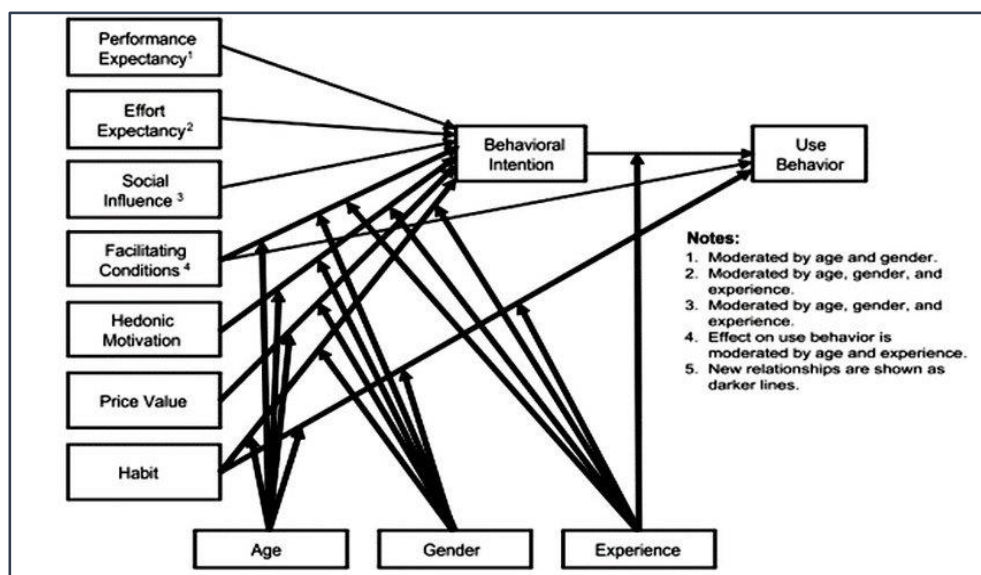 Performance
Expectancy1
Effort
Expectancy2
Social
Influence 3
Facilitating
Conditions 4
Hedonic
Motivation
Price Value
Habit
Behavioral
Intention
Use
Behavior
Notes:
1. Moderated by age and gender.
2. Moderated by age, gender, and
experience.
3. Moderated by age, gender, and
experience.
4. Effect on use behavior is
moderated by age and experience.
5. New relationships are shown as
darker lines.
Age
Gender
Experience